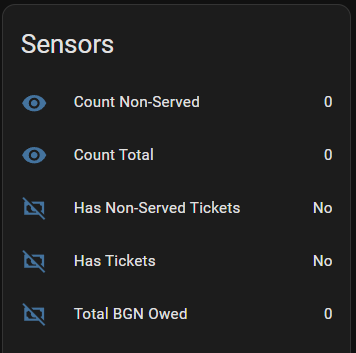 Sensors
Count Non-Served 0
Count Total 0
Has Non-Served Tickets No
Has Tickets No
Total BGN Owed 0